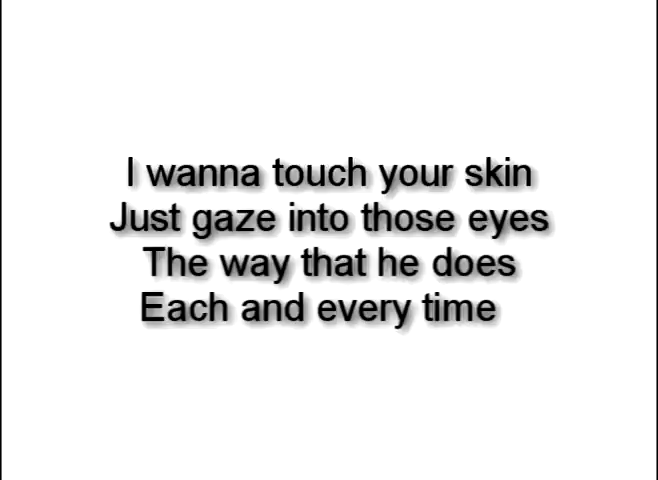 I wanna touch your skin
Just gaze into those eyes
The way that he does
Each and every time